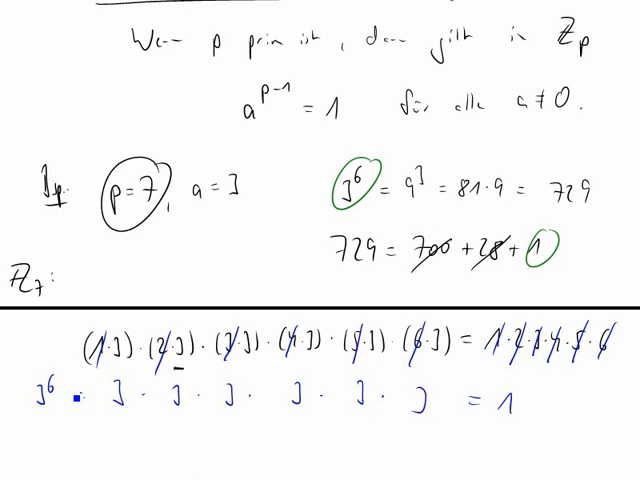 Wenn p prim ist, dann gilt in ℤp
a^(p-1) = 1 für alle a≠0.
Bsp. p=7, a=3 3^6 = 9^3 = 81·9 = 729
729 = 700 + 28 + 1
ℤ7:
(1·3)·(2·3)·(3·3)·(4·3)·(5·3)·(6·3) = 1·2·3·4·5·6
3^6 · 3 · 3 · 3 · 3 · 3 · 3 = 1